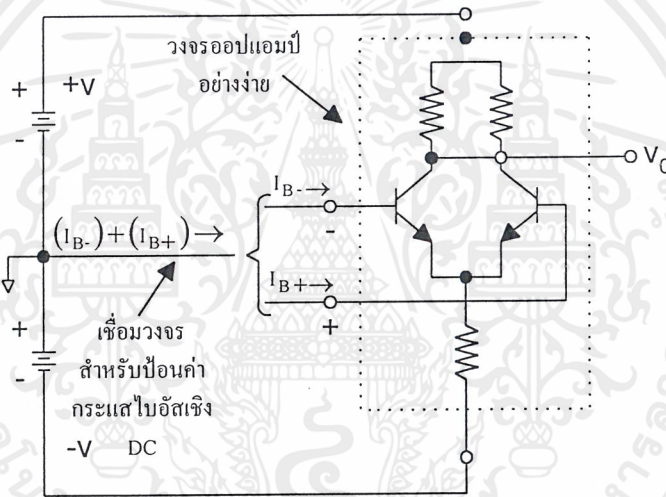 วงจรออปแอมป์
อย่างง่าย
+
+V
-
V0
IB-→
-
(IB-)+(IB+)→
IB+→
+
+
-
เชื่อมวงจร
สำหรับป้อนค่า
กระแสไบอัสเชิง
-V DC